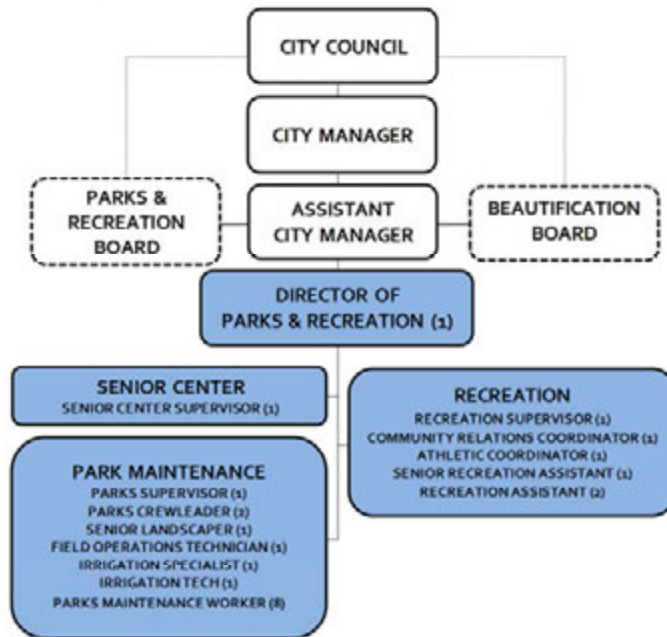 CITY COUNCIL
CITY MANAGER
PARKS &
RECREATION
BOARD
ASSISTANT
CITY MANAGER
BEAUTIFICATION
BOARD
DIRECTOR OF
PARKS & RECREATION (1)
SENIOR CENTER
SENIOR CENTER SUPERVISOR (1)
RECREATION
RECREATION SUPERVISOR (1)
COMMUNITY RELATIONS COORDINATOR (1)
ATHLETIC COORDINATOR (1)
SENIOR RECREATION ASSISTANT (1)
RECREATION ASSISTANT (2)
PARK MAINTENANCE
PARKS SUPERVISOR (1)
PARKS CREWLEADER (2)
SENIOR LANDSCAPER (1)
FIELD OPERATIONS TECHNICIAN (1)
IRRIGATION SPECIALIST (1)
IRRIGATION TECH (1)
PARKS MAINTENANCE WORKER (8)